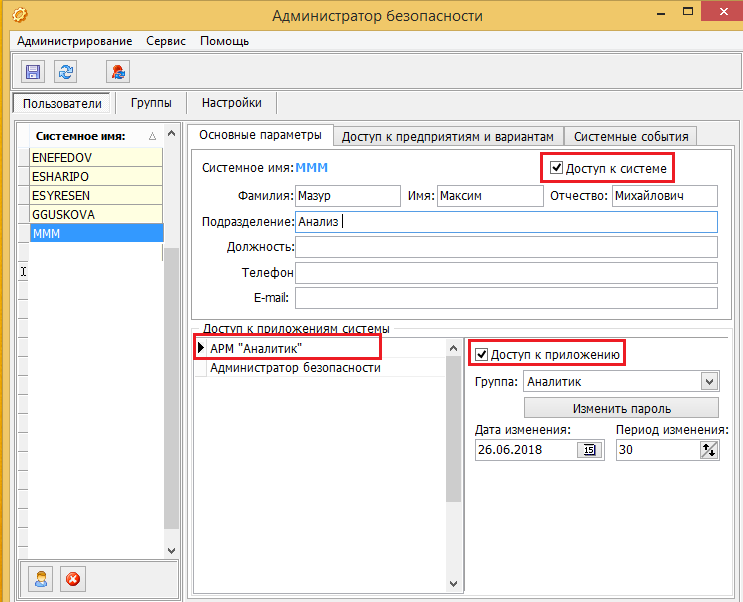 Администратор безопасности
Администрирование Сервис Помощь
Пользователи Группы Настройки
Системное имя:
ENEFEDOV
ESHARIPO
ESYRESEN
GGUSKOVA
MMM
Основные параметры Доступ к предприятиям и вариантам Системные события
Системное имя: MMM Доступ к системе
Фамилия: Мазур Имя: Максим Отчество: Михайлович
Подразделение: Анализ
Должность:
Телефон
E-mail:
Доступ к приложениям системы
АРМ "Аналитик"
Администратор безопасности
Доступ к приложению
Группа: Аналитик
Изменить пароль
Дата изменения: Период изменения:
26.06.2018 15 30